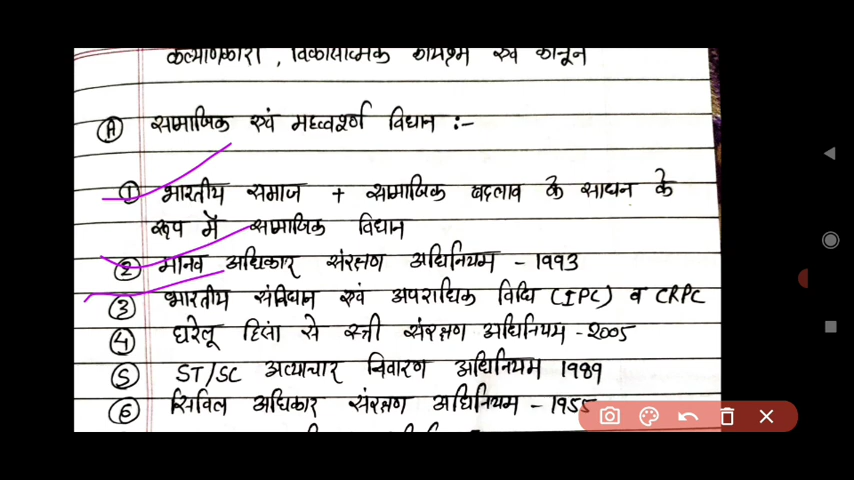 कल्याणकारी, विकासात्मक कार्यक्रम एवं कानून
Ⓐ सामाजिक एवं महत्वपूर्ण विधान :-
① भारतीय समाज + सामाजिक बदलाव के साधन के
रूप में सामाजिक विधान
② मानव अधिकार संरक्षण अधिनियम - 1993
③ भारतीय संविधान एवं अपराधिक विधि (IPC) व CRPC
④ घरेलू हिंसा से स्त्री संरक्षण अधिनियम - 2005
⑤ ST/SC अत्याचार निवारण अधिनियम 1989
⑥ सिविल अधिकार संरक्षण अधिनियम - 1955